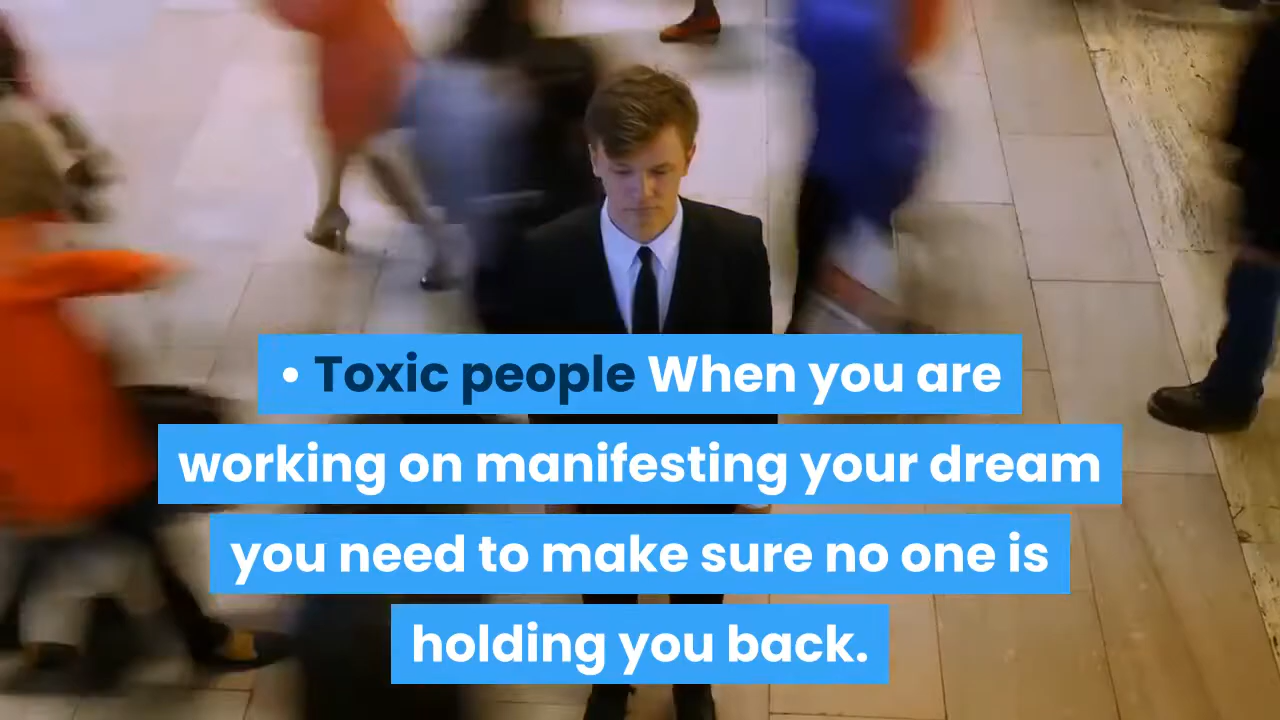 • Toxic people When you are
working on manifesting your dream
you need to make sure no one is
holding you back.